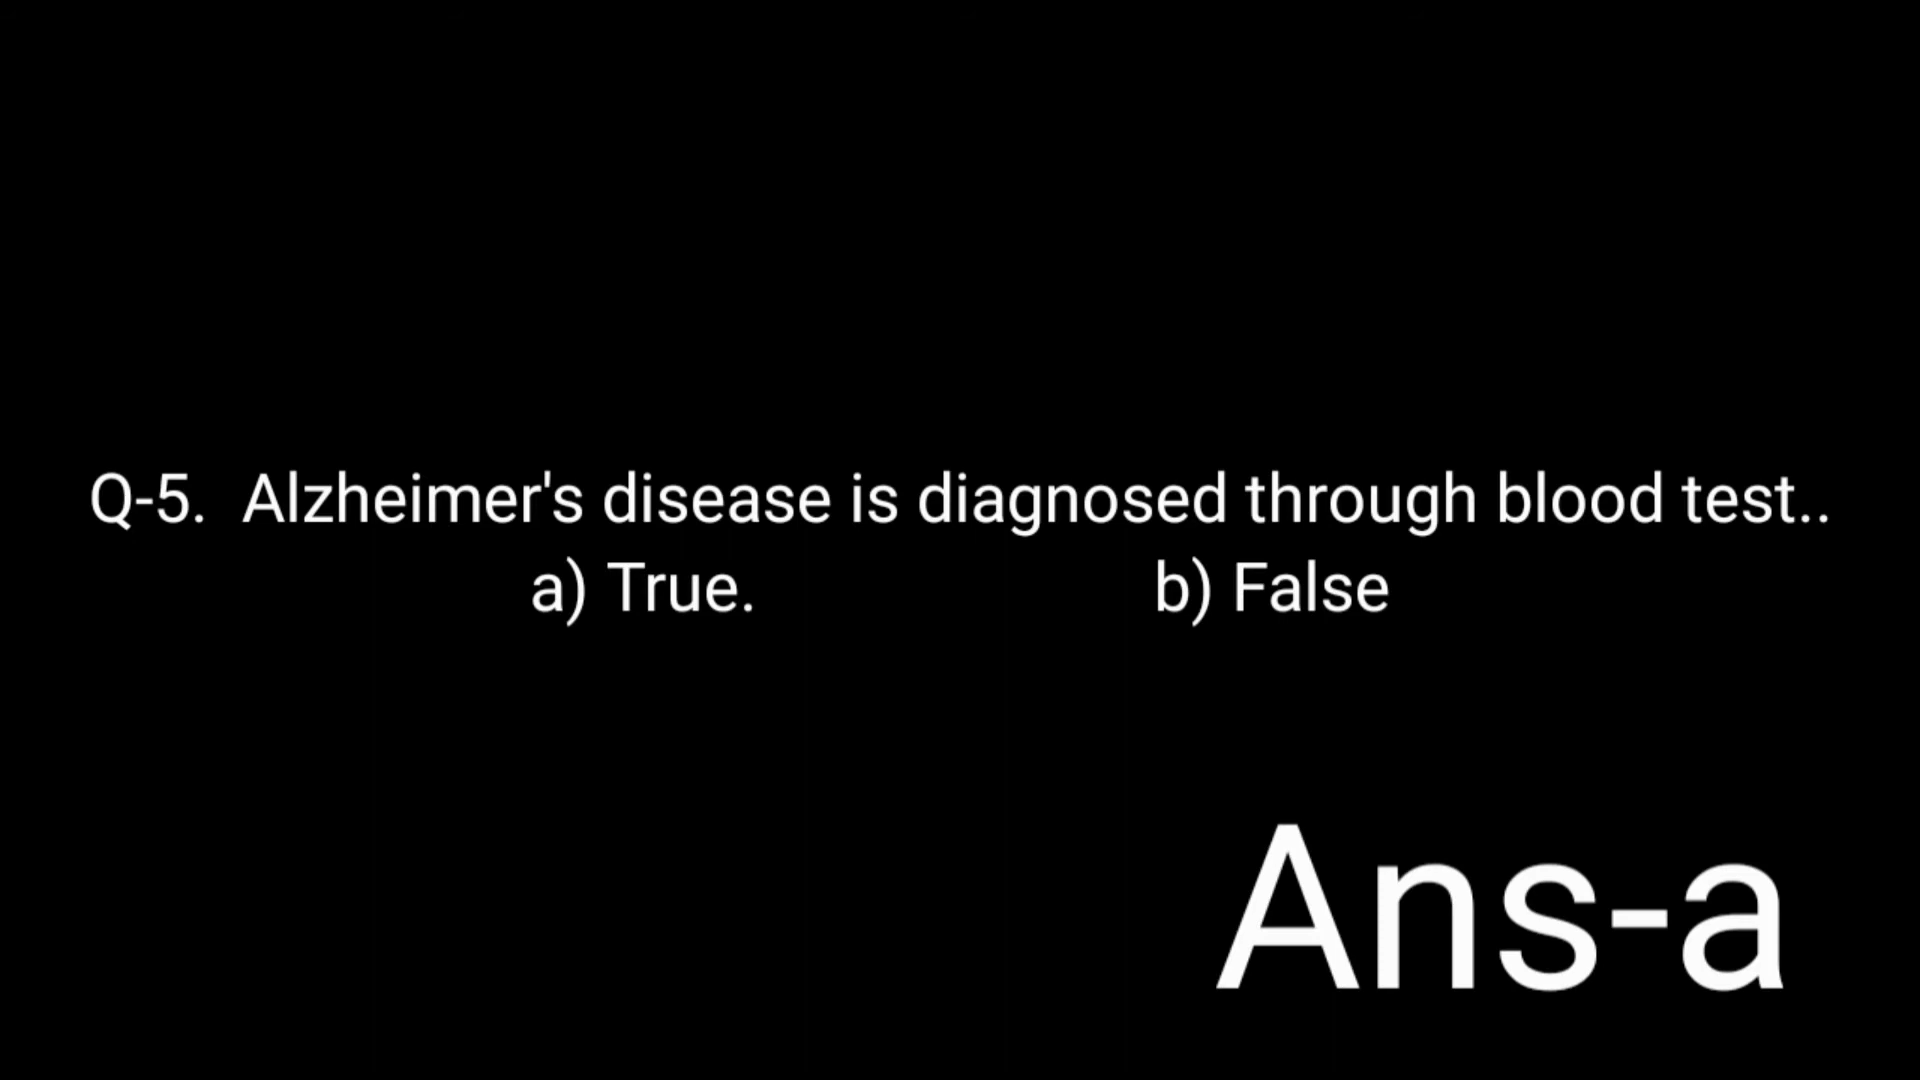 Q-5. Alzheimer's disease is diagnosed through blood test..
a) True. b) False
Ans-a